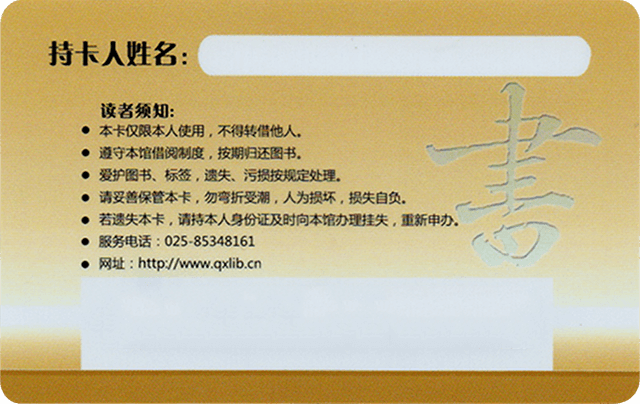 持卡人姓名：
读者须知：
● 本卡仅限本人使用，不得转借他人。
● 遵守本馆借阅制度，按期归还图书。
● 爱护图书、标签，遗失、污损按规定处理。
● 请妥善保管本卡，勿弯折受潮，人为损坏，损失自负。
● 若遗失本卡，请持本人身份证及时向本馆办理挂失，重新申办。
● 服务电话：025-85348161
● 网址：http://www.qxlib.cn
書